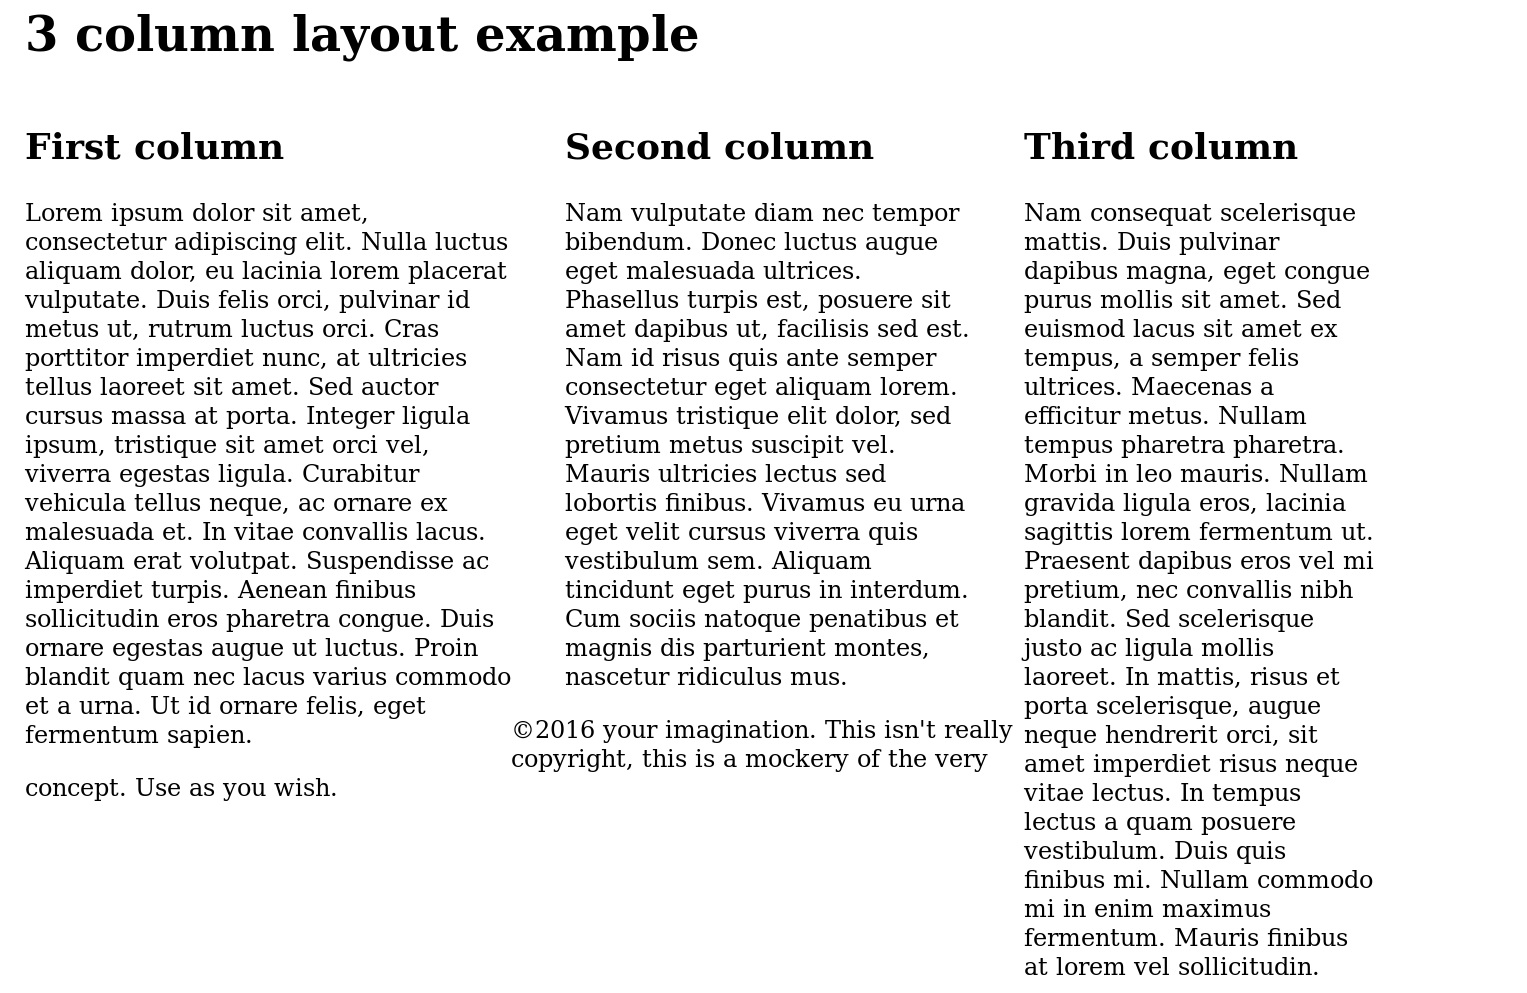 3 column layout example
First column
Lorem ipsum dolor sit amet,
consectetur adipiscing elit. Nulla luctus
aliquam dolor, eu lacinia lorem placerat
vulputate. Duis felis orci, pulvinar id
metus ut, rutrum luctus orci. Cras
porttitor imperdiet nunc, at ultricies
tellus laoreet sit amet. Sed auctor
cursus massa at porta. Integer ligula
ipsum, tristique sit amet orci vel,
viverra egestas ligula. Curabitur
vehicula tellus neque, ac ornare ex
malesuada et. In vitae convallis lacus.
Aliquam erat volutpat. Suspendisse ac
imperdiet turpis. Aenean finibus
sollicitudin eros pharetra congue. Duis
ornare egestas augue ut luctus. Proin
blandit quam nec lacus varius commodo
et a urna. Ut id ornare felis, eget
fermentum sapien.
Second column
Nam vulputate diam nec tempor
bibendum. Donec luctus augue
eget malesuada ultrices.
Phasellus turpis est, posuere sit
amet dapibus ut, facilisis sed est.
Nam id risus quis ante semper
consectetur eget aliquam lorem.
Vivamus tristique elit dolor, sed
pretium metus suscipit vel.
Mauris ultricies lectus sed
lobortis finibus. Vivamus eu urna
eget velit cursus viverra quis
vestibulum sem. Aliquam
tincidunt eget purus in interdum.
Cum sociis natoque penatibus et
magnis dis parturient montes,
nascetur ridiculus mus.
Third column
Nam consequat scelerisque
mattis. Duis pulvinar
dapibus magna, eget congue
purus mollis sit amet. Sed
euismod lacus sit amet ex
tempus, a semper felis
ultrices. Maecenas a
efficitur metus. Nullam
tempus pharetra pharetra.
Morbi in leo mauris. Nullam
gravida ligula eros, lacinia
sagittis lorem fermentum ut.
Praesent dapibus eros vel mi
pretium, nec convallis nibh
blandit. Sed scelerisque
justo ac ligula mollis
laoreet. In mattis, risus et
porta scelerisque, augue
neque hendrerit orci, sit
amet imperdiet risus neque
vitae lectus. In tempus
lectus a quam posuere
vestibulum. Duis quis
finibus mi. Nullam commodo
mi in enim maximus
fermentum. Mauris finibus
at lorem vel sollicitudin.
©2016 your imagination. This isn't really
copyright, this is a mockery of the very
concept. Use as you wish.